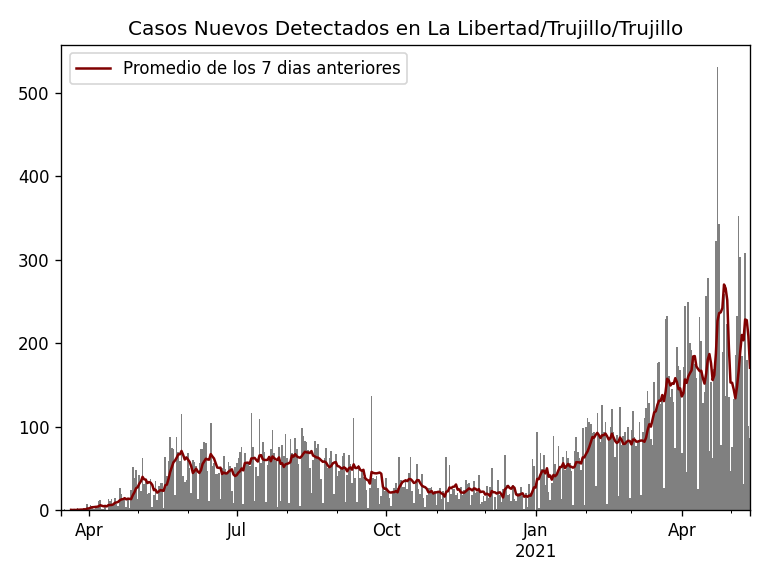 Casos Nuevos Detectados en La Libertad/Trujillo/Trujillo
Promedio de los 7 dias anteriores
500
400
300
200
100
0
Apr
Jul
Oct
Jan
2021
Apr